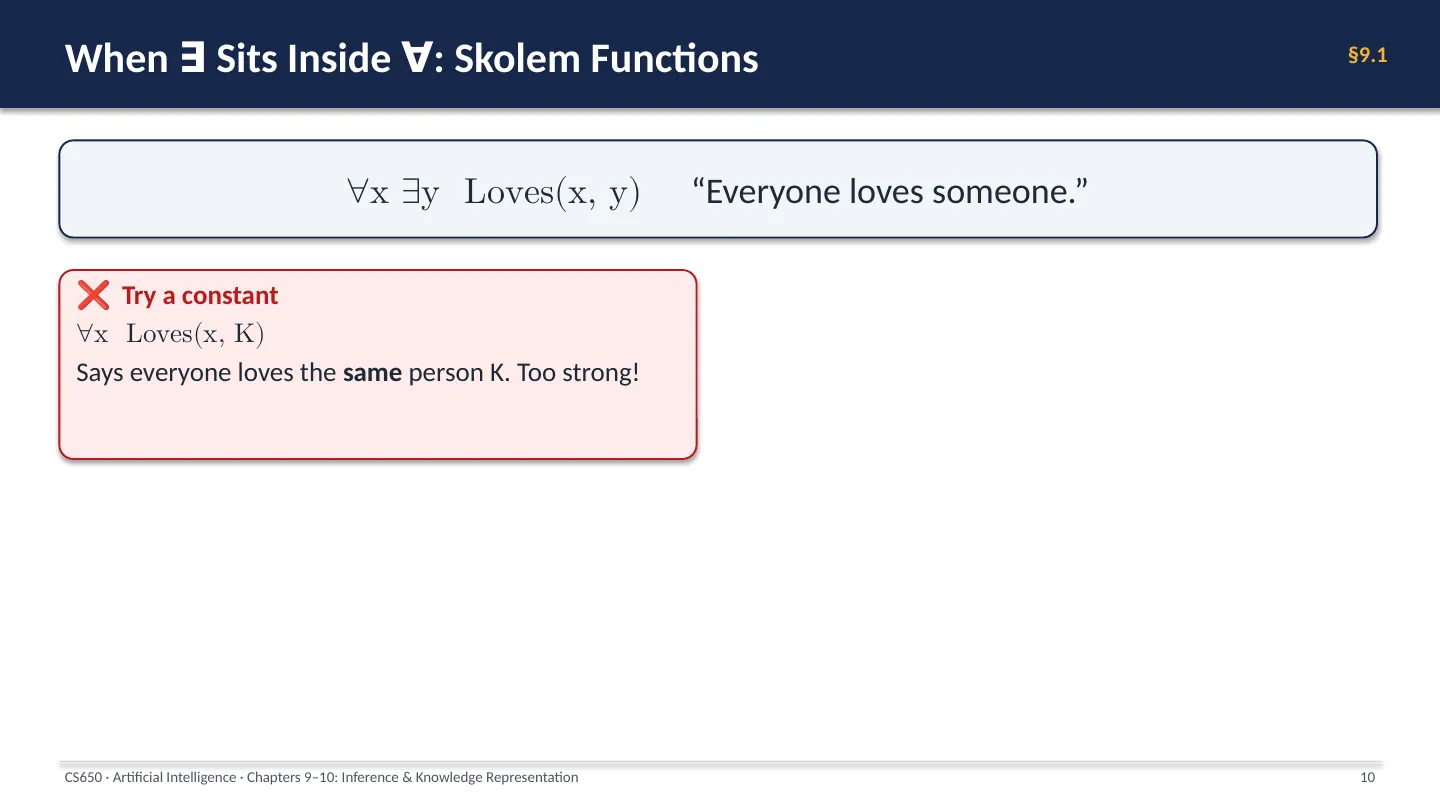 When ∃ Sits Inside ∀: Skolem Functions
§9.1
∀x ∃y Loves(x, y) “Everyone loves someone.”
❌ Try a constant
∀x Loves(x, K)
Says everyone loves the same person K. Too strong!
CS650 · Artificial Intelligence · Chapters 9–10: Inference & Knowledge Representation
10